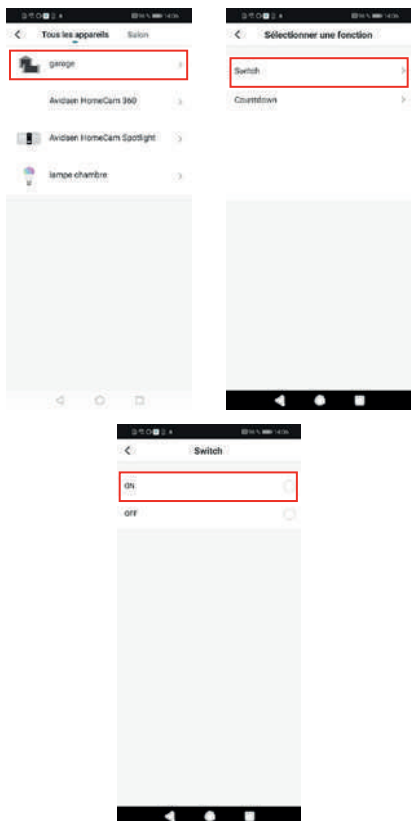 Tous les appareils Salon
garage
Avidsen HomeCam 360
Avidsen HomeCam Spotlight
lampe chambre
Sélectionner une fonction
Switch
Countdown
Switch
ON
OFF